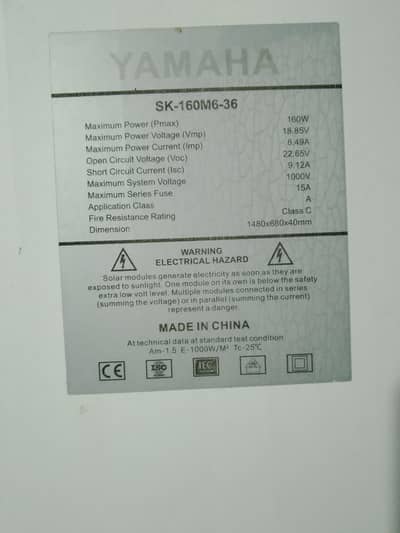 YAMAHA
SK-160M6-36
Maximum Power (Pmax) 160W
Maximum Power Voltage (Vmp) 18.85V
Maximum Power Current (Imp) 8.49A
Open Circuit Voltage (Voc) 22.65V
Short Circuit Current (Isc) 9.12A
Maximum System Voltage 1000V
Maximum Series Fuse 15A
Application Class A
Fire Resistance Rating Class C
Dimension 1480x680x40mm
WARNING
ELECTRICAL HAZARD
Solar modules generate electricity as soon as they are
exposed to sunlight. One module on its own is below the safety
extra low volt level. Multiple modules connected in series
(summing the voltage) or in parallel (summing the current)
represent a danger.
MADE IN CHINA
At technical data at standard test condition
Am-1.5 E-1000W/M² Tc-25℃
CE
ISO
IEC